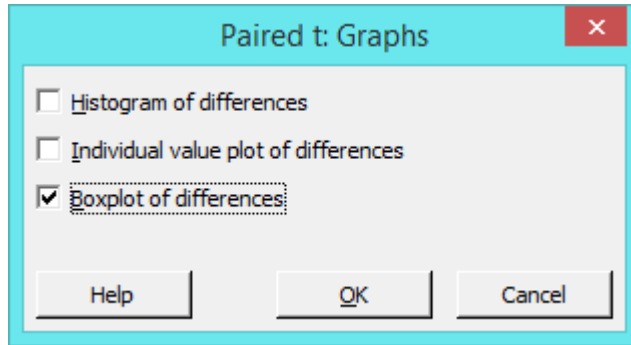 Paired t: Graphs
Histogram of differences
Individual value plot of differences
Boxplot of differences
Help OK Cancel